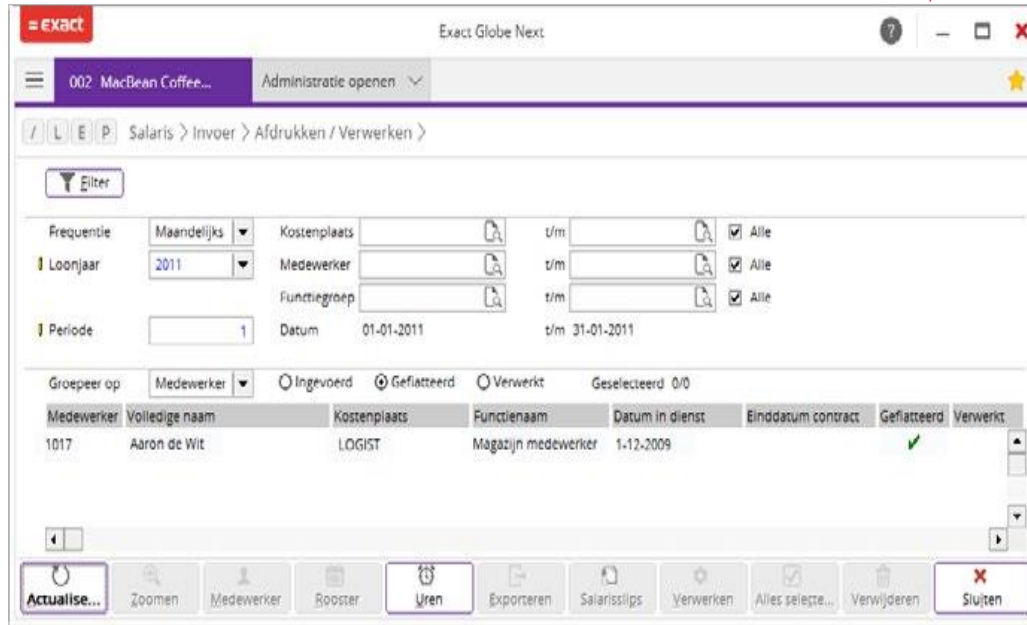 = exact
Exact Globe Next
?
002 MacBean Coffee...
Administratie openen
/ L E P Salaris > Invoer > Afdrukken / Verwerken >
Filter
Frequentie Maandelijks Kostenplaats t/m Alle
Loonjaar 2011 Medewerker t/m Alle
Functiegroep t/m Alle
Periode 1 Datum 01-01-2011 t/m 31-01-2011
Groepeer op Medewerker Ingevoerd Gefiatteerd Verwerkt Geselecteerd 0/0
Medewerker Volledige naam Kostenplaats Functienaam Datum in dienst Einddatum contract Gefiatteerd Verwerkt
1017 Aaron de Wit LOGIST Magazijn medewerker 1-12-2009
Actualise... Zoomen Medewerker Rooster Uren Exporteren Salarisslips Verwerken Alles selecte... Verwijderen Sluiten